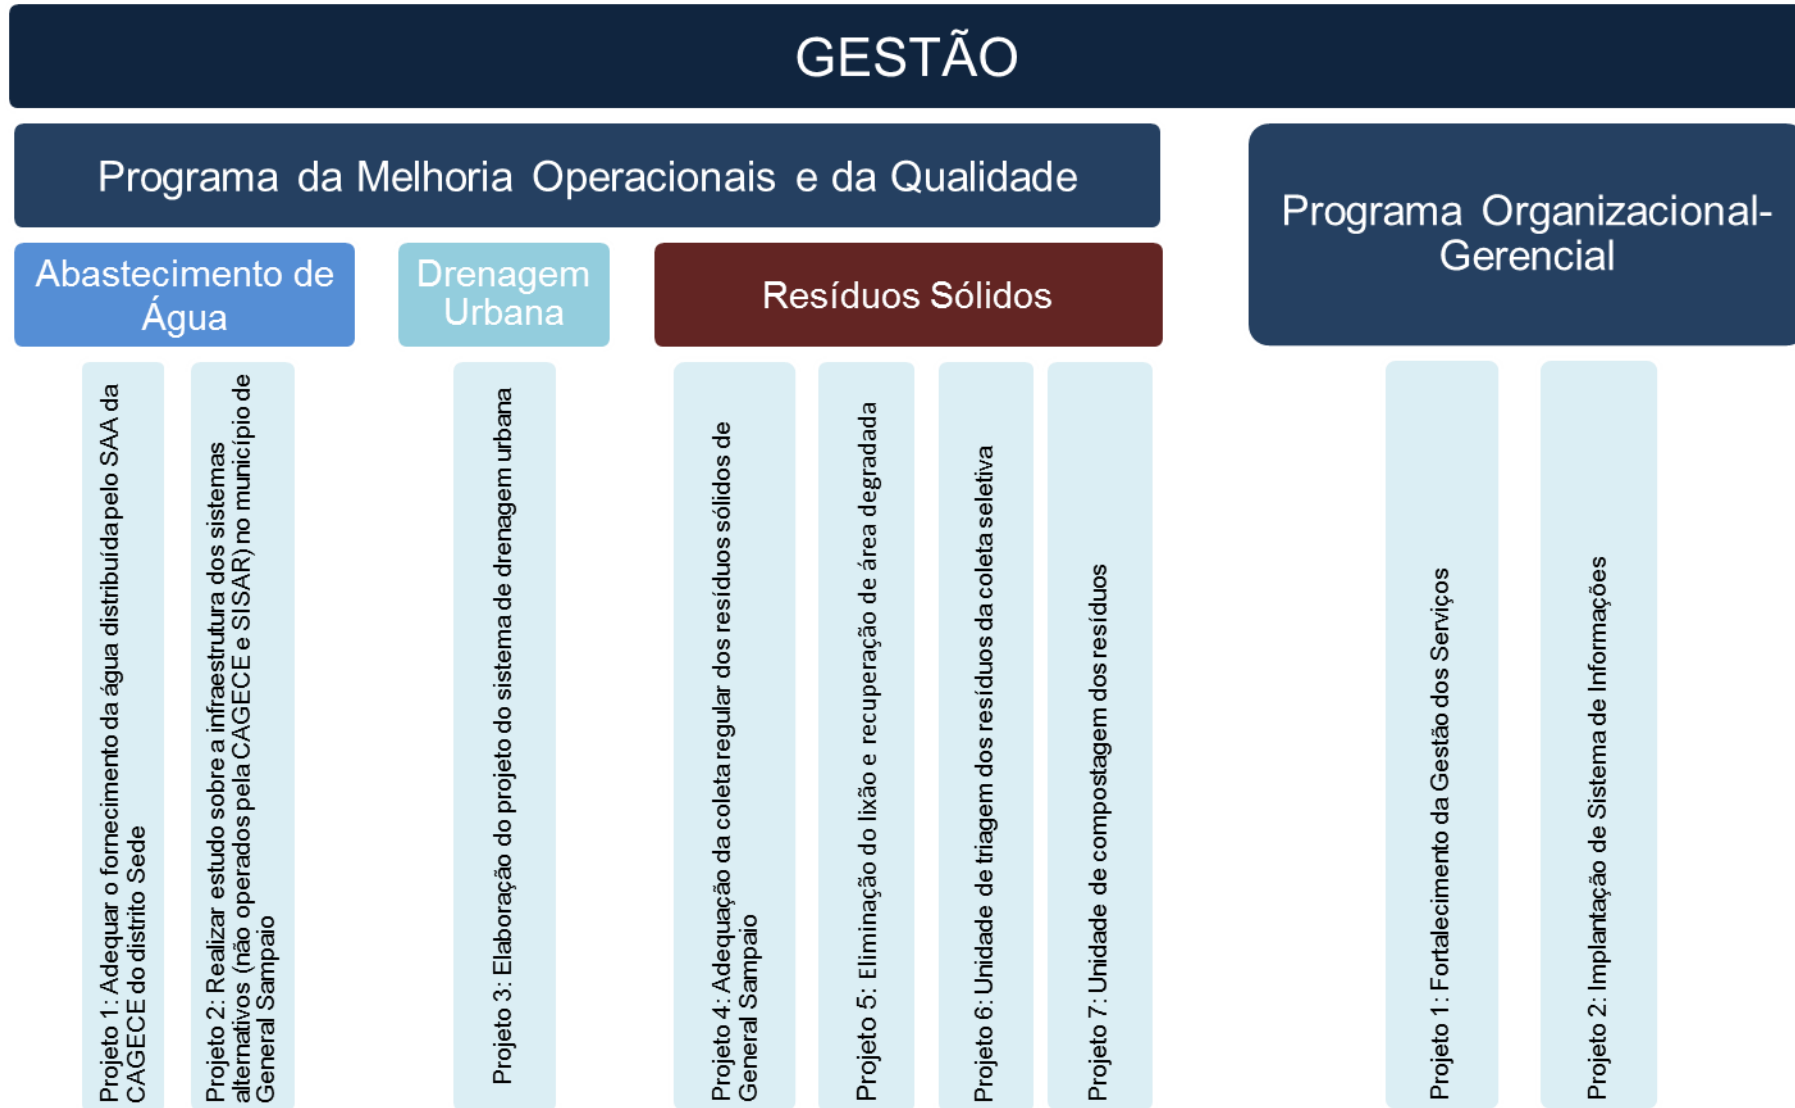 GESTÃO
Programa da Melhoria Operacionais e da Qualidade
Programa Organizacional-
Gerencial
Abastecimento de
Água
Drenagem
Urbana
Resíduos Sólidos
Projeto 1: Adequar o fornecimento da água distribuída pelo SAA da
CAGECE do distrito Sede
Projeto 2: Realizar estudo sobre a infraestrutura dos sistemas
alternativos (não operados pela CAGECE e SISAR) no município de
General Sampaio
Projeto 3: Elaboração do projeto do sistema de drenagem urbana
Projeto 4: Adequação da coleta regular dos resíduos sólidos de
General Sampaio
Projeto 5: Eliminação do lixão e recuperação de área degradada
Projeto 6: Unidade de triagem dos resíduos da coleta seletiva
Projeto 7: Unidade de compostagem dos resíduos
Projeto 1: Fortalecimento da Gestão dos Serviços
Projeto 2: Implantação de Sistema de Informações